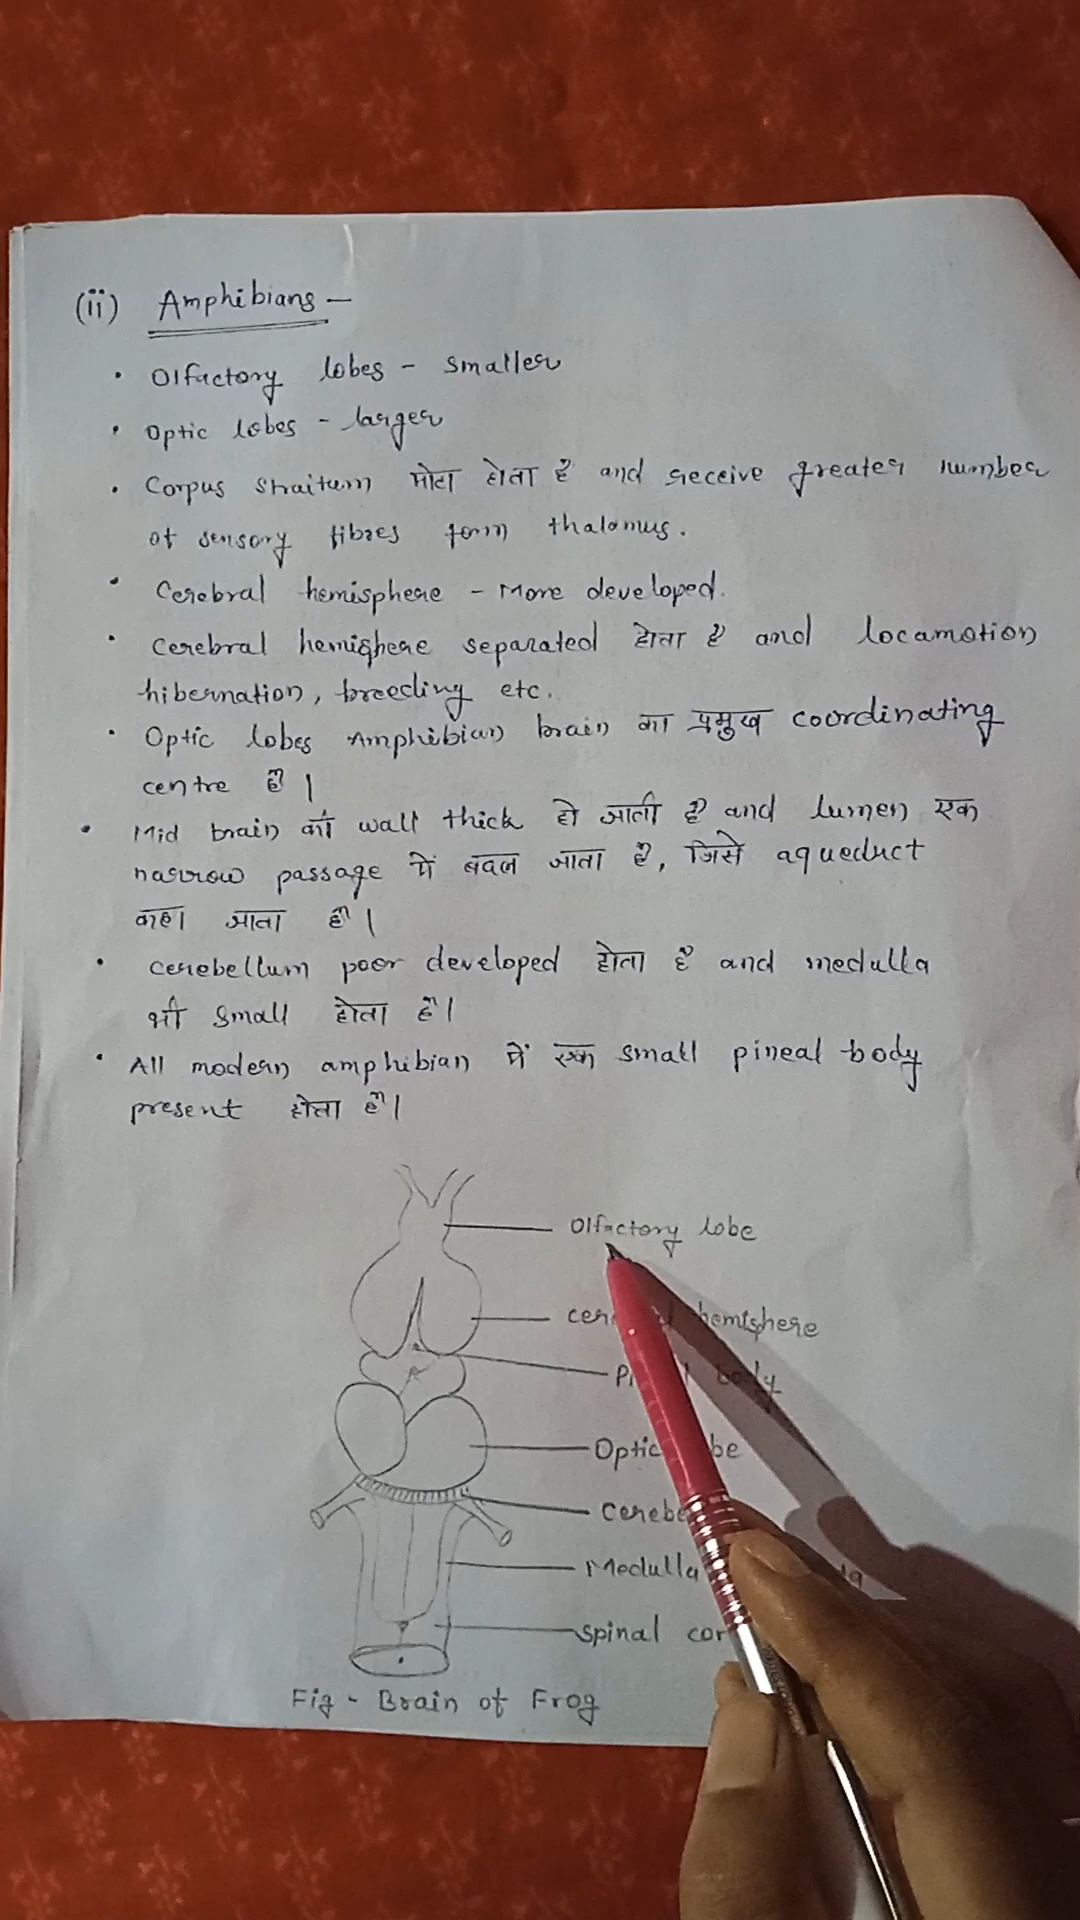 (ii) Amphibians -
• Olfactory lobes - smaller
• Optic lobes - larger
• Corpus straitum मोटा होता है and receive greater number
of sensory fibres form thalamus.
• Cerebral hemisphere - More developed.
• Cerebral hemighere separated होता है and locamotion
hibernation, breeding etc.
• Optic lobes Amphibian brain का प्रमुख coordinating
centre है।
• Mid brain की wall thick हो जाती है and lumen एक
narrow passage में बदल जाता है, जिसे aqueduct
कहा जाता है।
• cerebellum poor developed होता है and medulla
भी small होता है।
• All modern amphibian में एक small pineal body
present होता है।
Olfactory lobe
hemisphere
body
Optic
Medulla
spinal
Fig - Brain of Frog